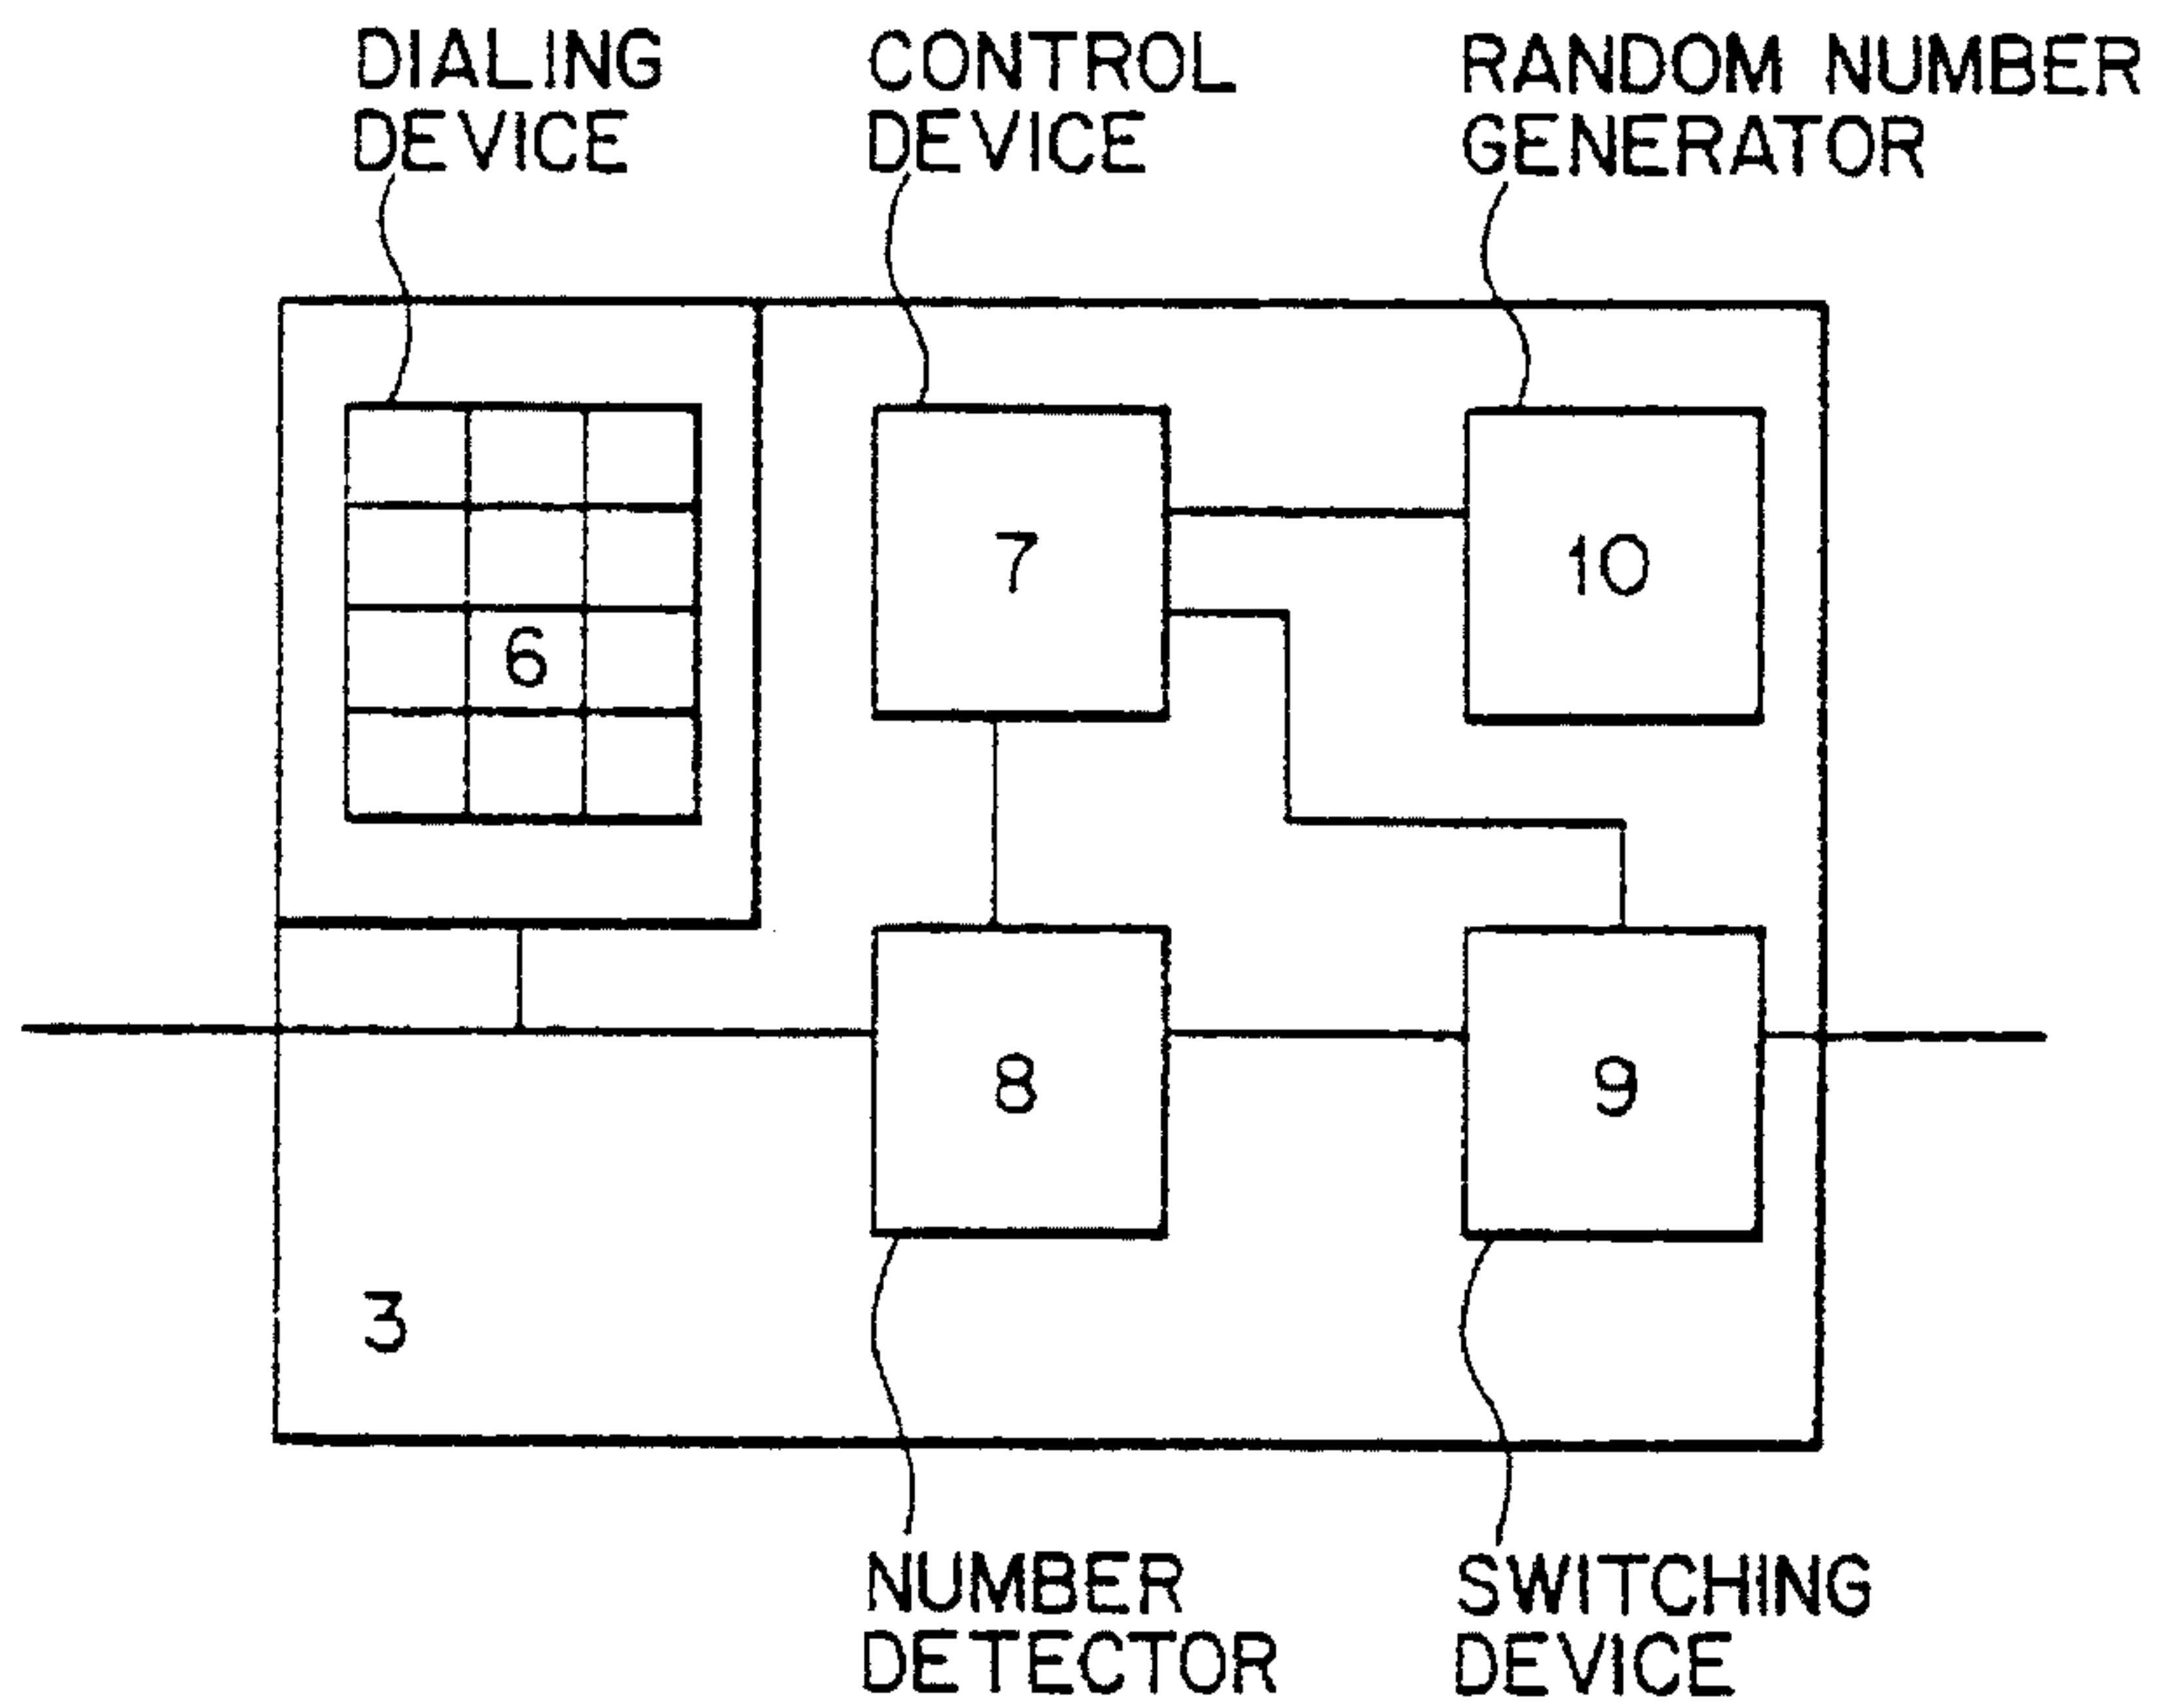 DIALING
DEVICE
CONTROL
DEVICE
RANDOM NUMBER
GENERATOR
7
10
6
8
9
3
NUMBER
DETECTOR
SWITCHING
DEVICE